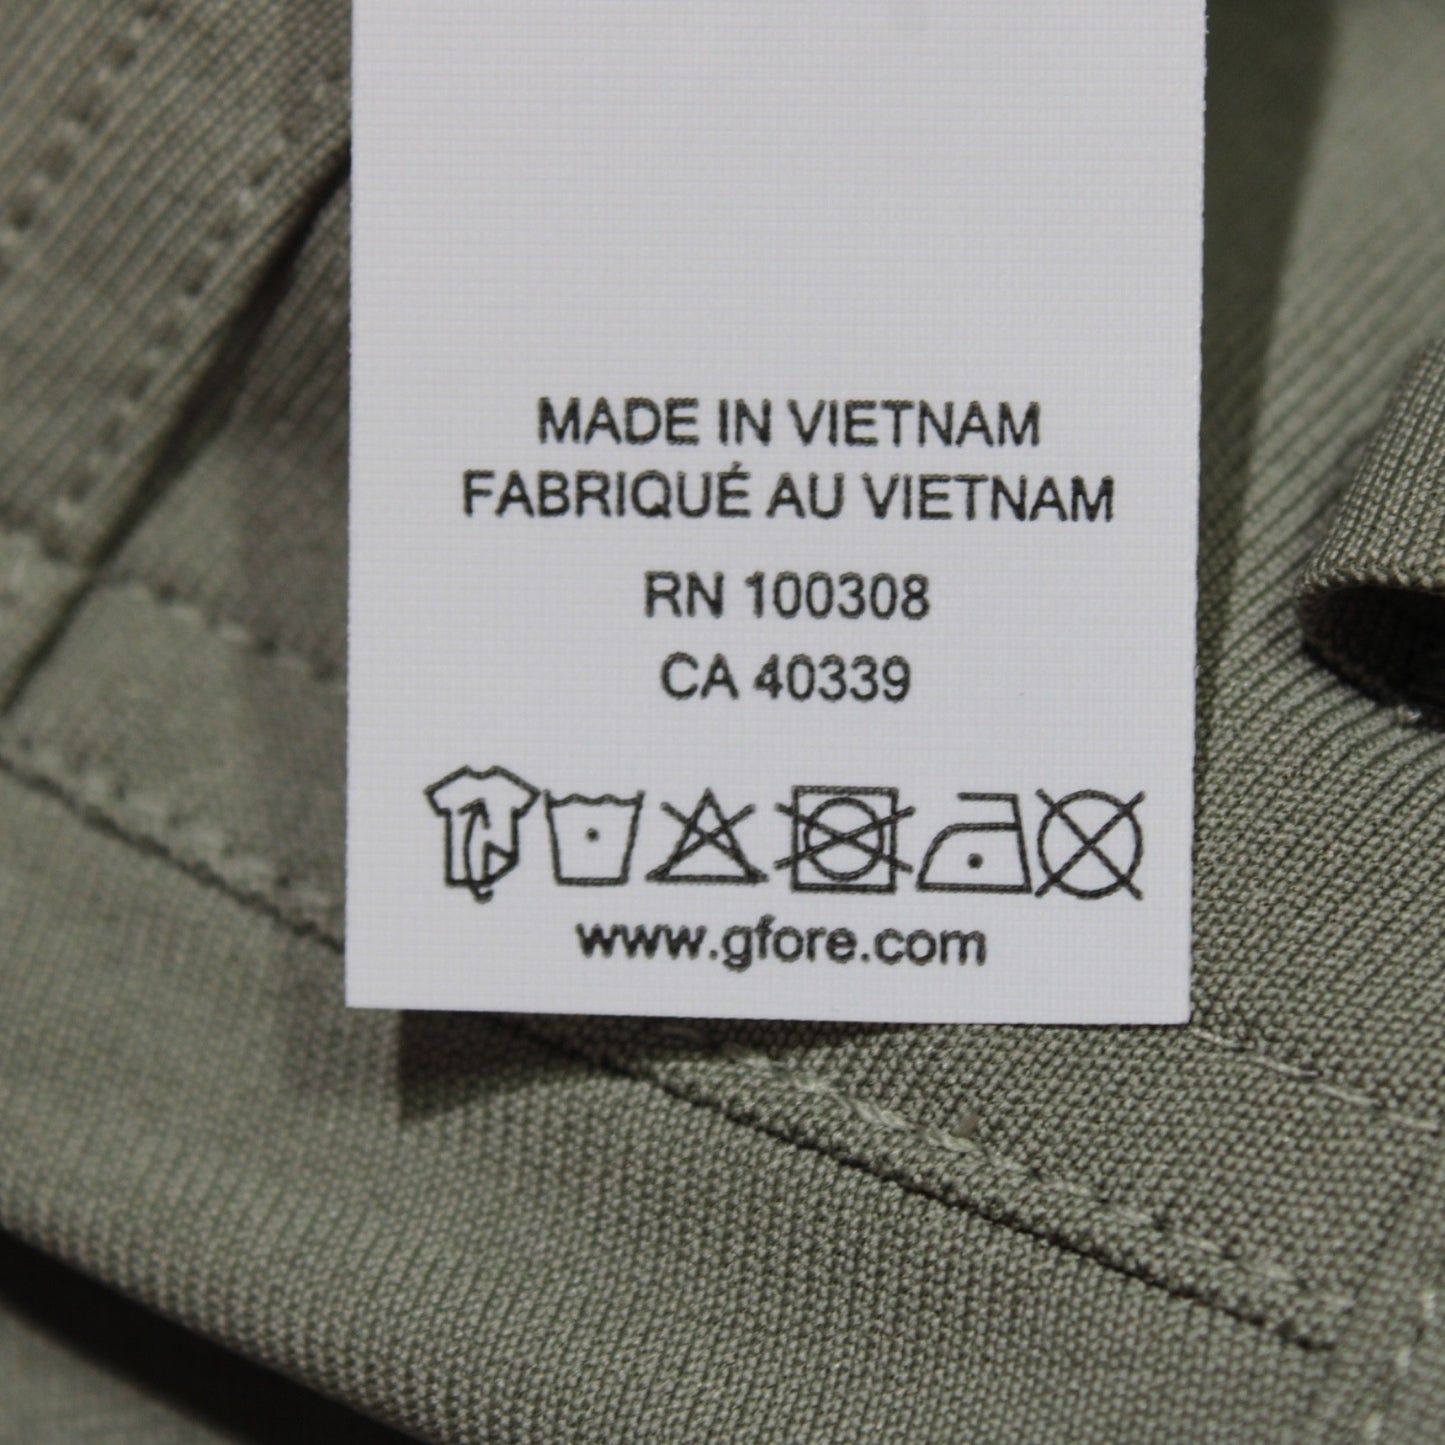 MADE IN VIETNAM
FABRIQUÉ AU VIETNAM
RN 100308
CA 40339
www.gfore.com